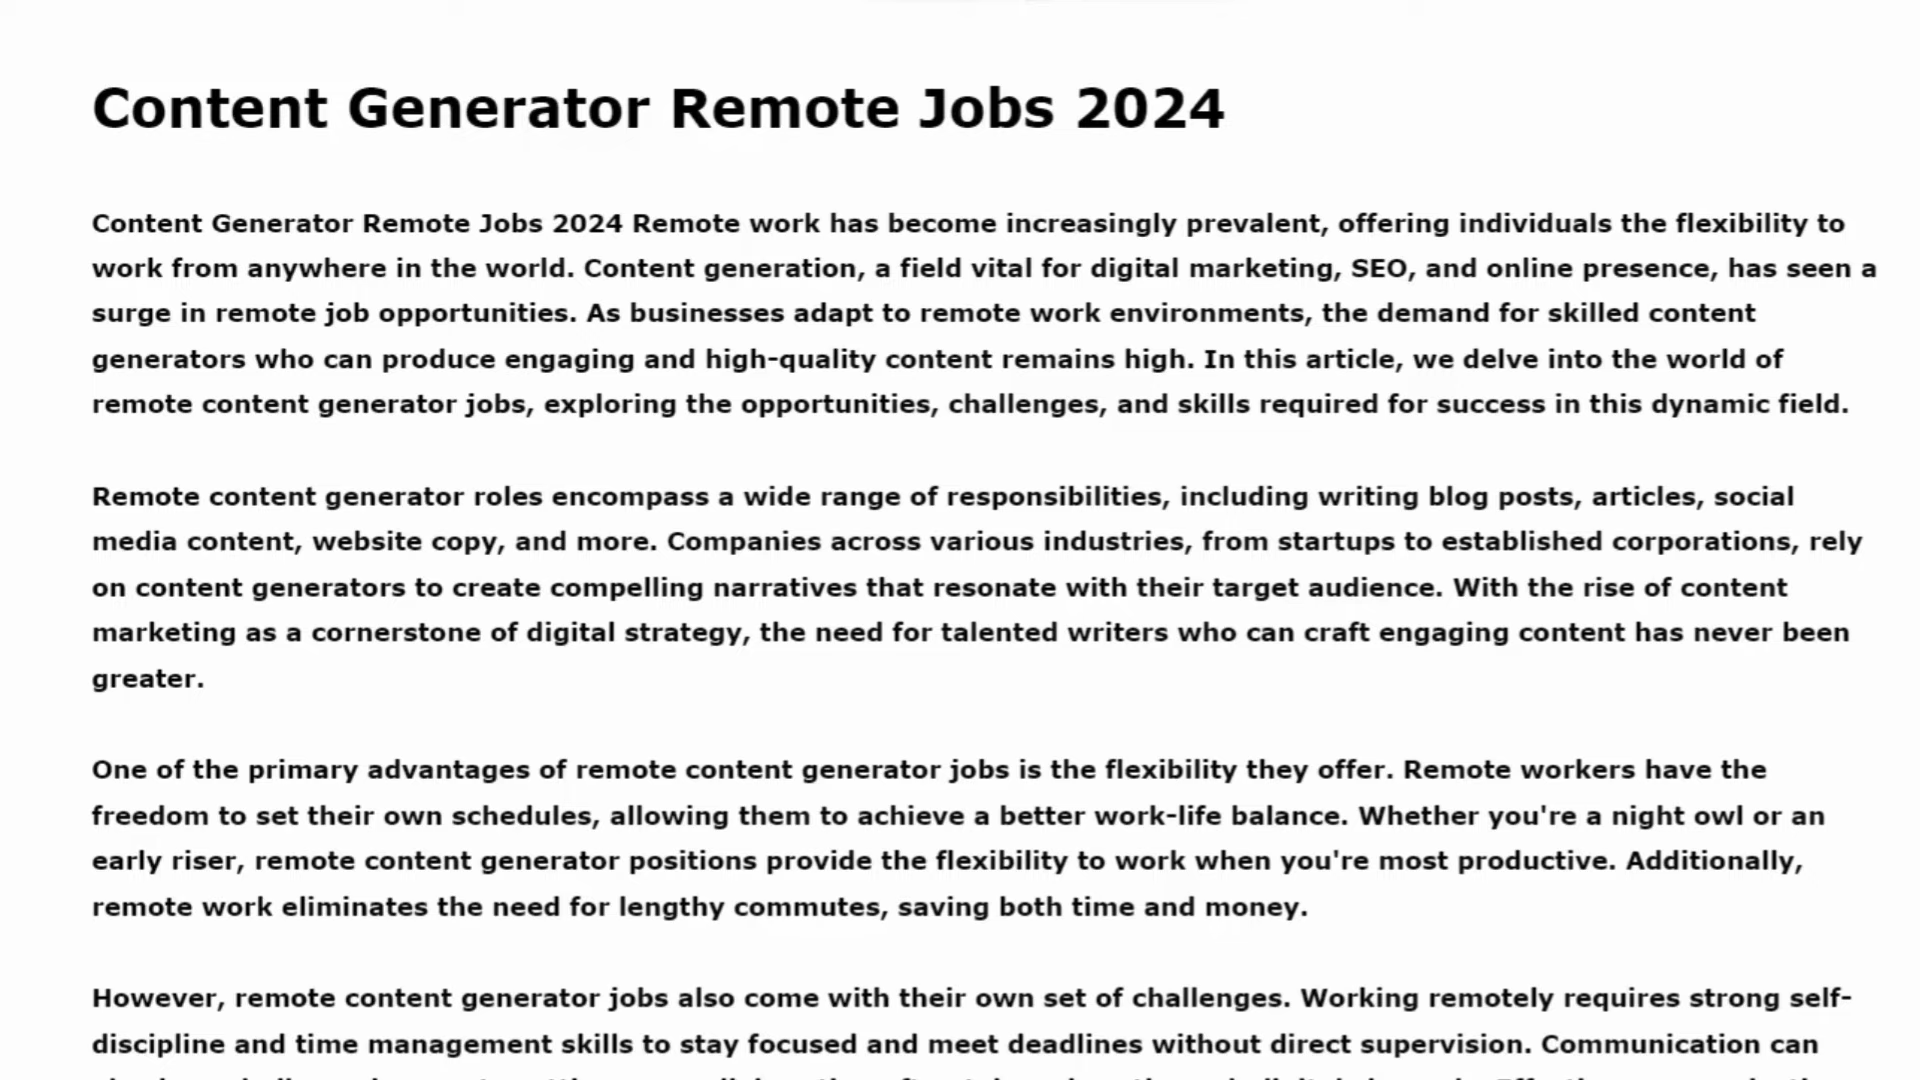 Content Generator Remote Jobs 2024
Content Generator Remote Jobs 2024 Remote work has become increasingly prevalent, offering individuals the flexibility to
work from anywhere in the world. Content generation, a field vital for digital marketing, SEO, and online presence, has seen a
surge in remote job opportunities. As businesses adapt to remote work environments, the demand for skilled content
generators who can produce engaging and high-quality content remains high. In this article, we delve into the world of
remote content generator jobs, exploring the opportunities, challenges, and skills required for success in this dynamic field.
Remote content generator roles encompass a wide range of responsibilities, including writing blog posts, articles, social
media content, website copy, and more. Companies across various industries, from startups to established corporations, rely
on content generators to create compelling narratives that resonate with their target audience. With the rise of content
marketing as a cornerstone of digital strategy, the need for talented writers who can craft engaging content has never been
greater.
One of the primary advantages of remote content generator jobs is the flexibility they offer. Remote workers have the
freedom to set their own schedules, allowing them to achieve a better work-life balance. Whether you're a night owl or an
early riser, remote content generator positions provide the flexibility to work when you're most productive. Additionally,
remote work eliminates the need for lengthy commutes, saving both time and money.
However, remote content generator jobs also come with their own set of challenges. Working remotely requires strong self-
discipline and time management skills to stay focused and meet deadlines without direct supervision. Communication can